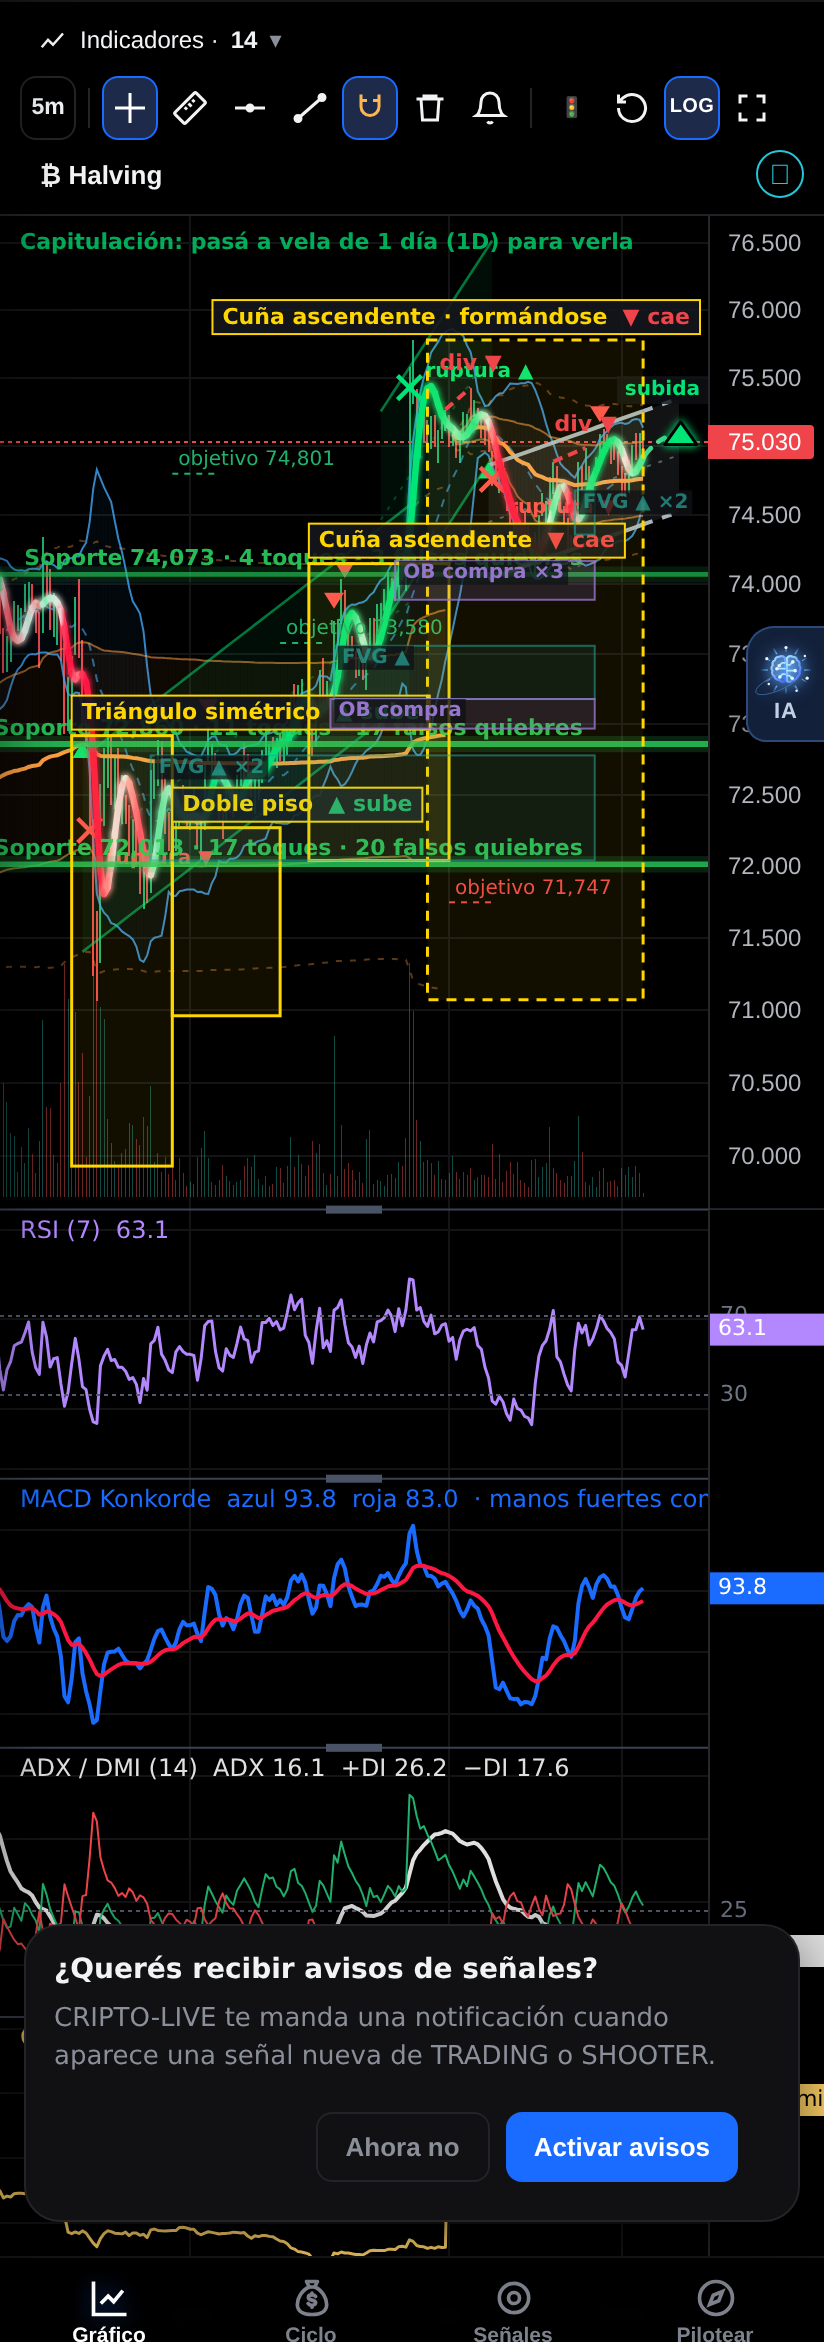 Indicadores · 14 ▾
5m
LOG
₿ Halving
Capitulación: pasá a vela de 1 día (1D) para verla
76.500
76.000
Cuña ascendente · formándose ▼ cae
div ▼
ruptura ▲
75.500
subida
div
75.030
objetivo 74,801
FVG ▲ ×2
74.500
Cuña ascendente ▼ cae
Soporte 74,073 · 4 toques
OB compra ×3
74.000
FVG ▲
IA
Triángulo simétrico
OB compra
FVG ▲ ×2
72.500
Doble piso ▲ sube
Soporte 72,013 · 17 toques · 20 falsos quiebres
72.000
objetivo 71,747
71.500
71.000
70.500
70.000
RSI (7) 63.1
70
63.1
30
MACD Konkorde azul 93.8 roja 83.0 · manos fuertes
93.8
ADX / DMI (14) ADX 16.1 +DI 26.2 −DI 17.6
25
¿Querés recibir avisos de señales?
CRIPTO-LIVE te manda una notificación cuando
aparece una señal nueva de TRADING o SHOOTER.
Ahora no
Activar avisos
Gráfico
Ciclo
Señales
Pilotear